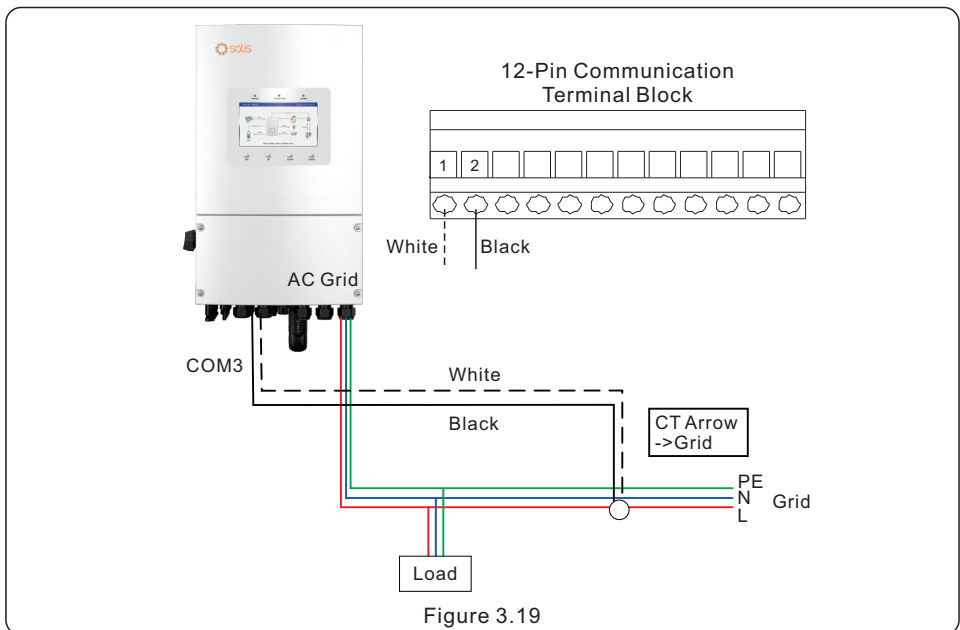 solis
12-Pin Communication
Terminal Block
1 2
White Black
AC Grid
COM3
White
Black
CT Arrow
->Grid
PE
N
L
Grid
Load
Figure 3.19